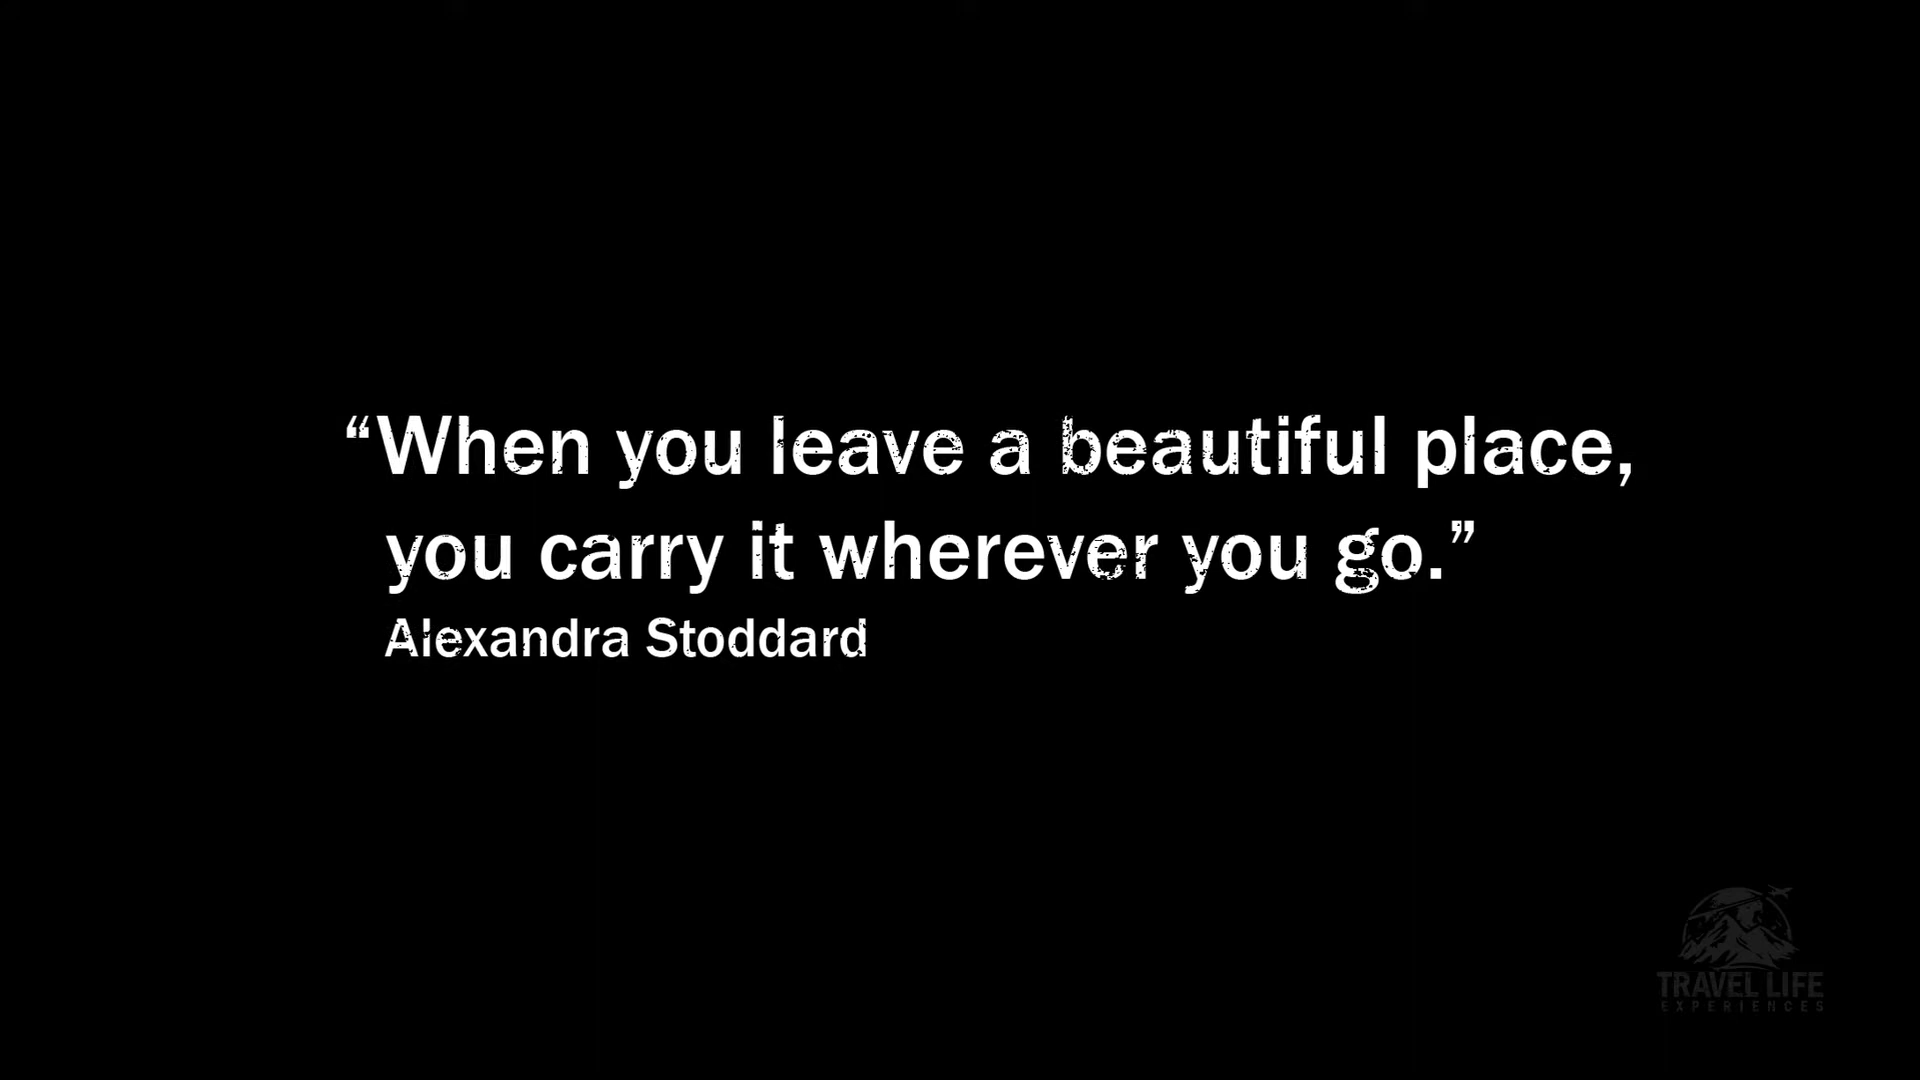 “When you leave a beautiful place,
you carry it wherever you go.”
Alexandra Stoddard
TRAVEL LIFE
EXPERIENCES